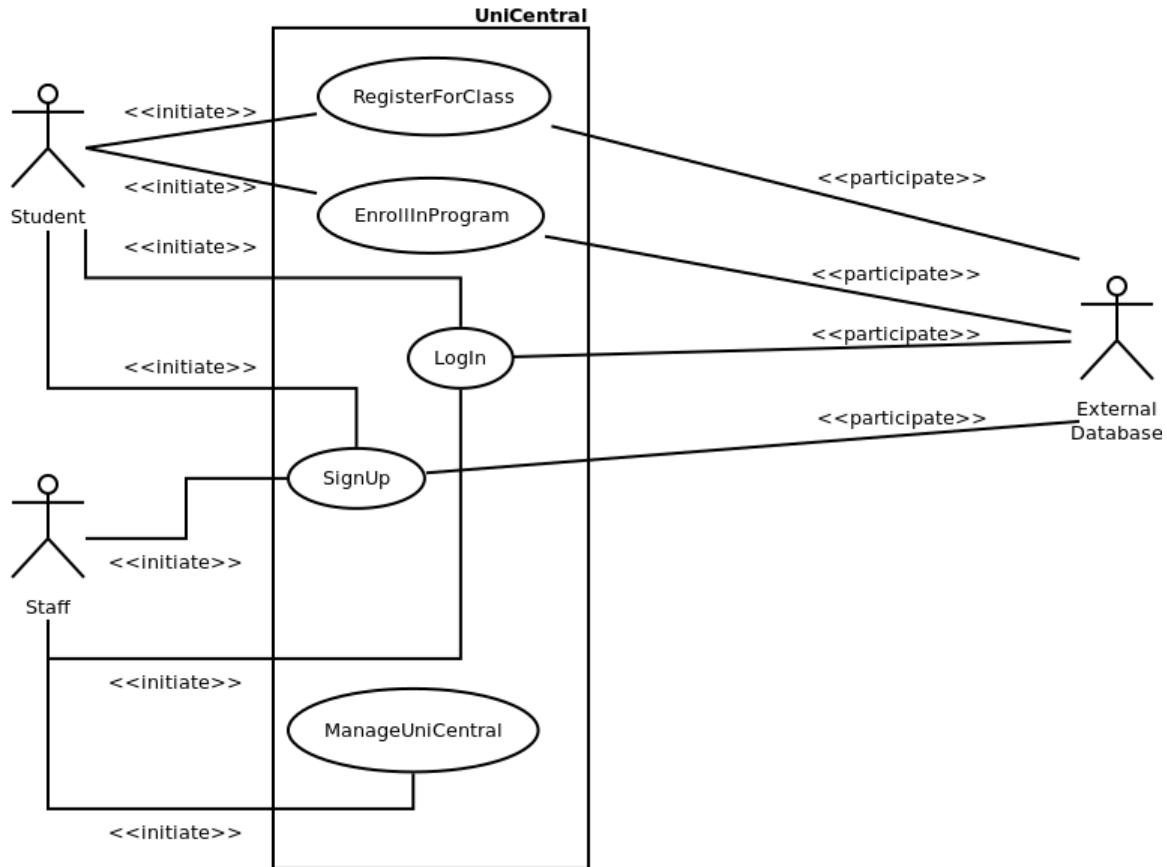 UniCentral
RegisterForClass
<<initiate>>
<<participate>>
<<initiate>>
EnrollInProgram
Student
<<initiate>>
<<participate>>
<<participate>>
LogIn
<<initiate>>
External
Database
<<participate>>
SignUp
<<initiate>>
Staff
<<initiate>>
ManageUniCentral
<<initiate>>